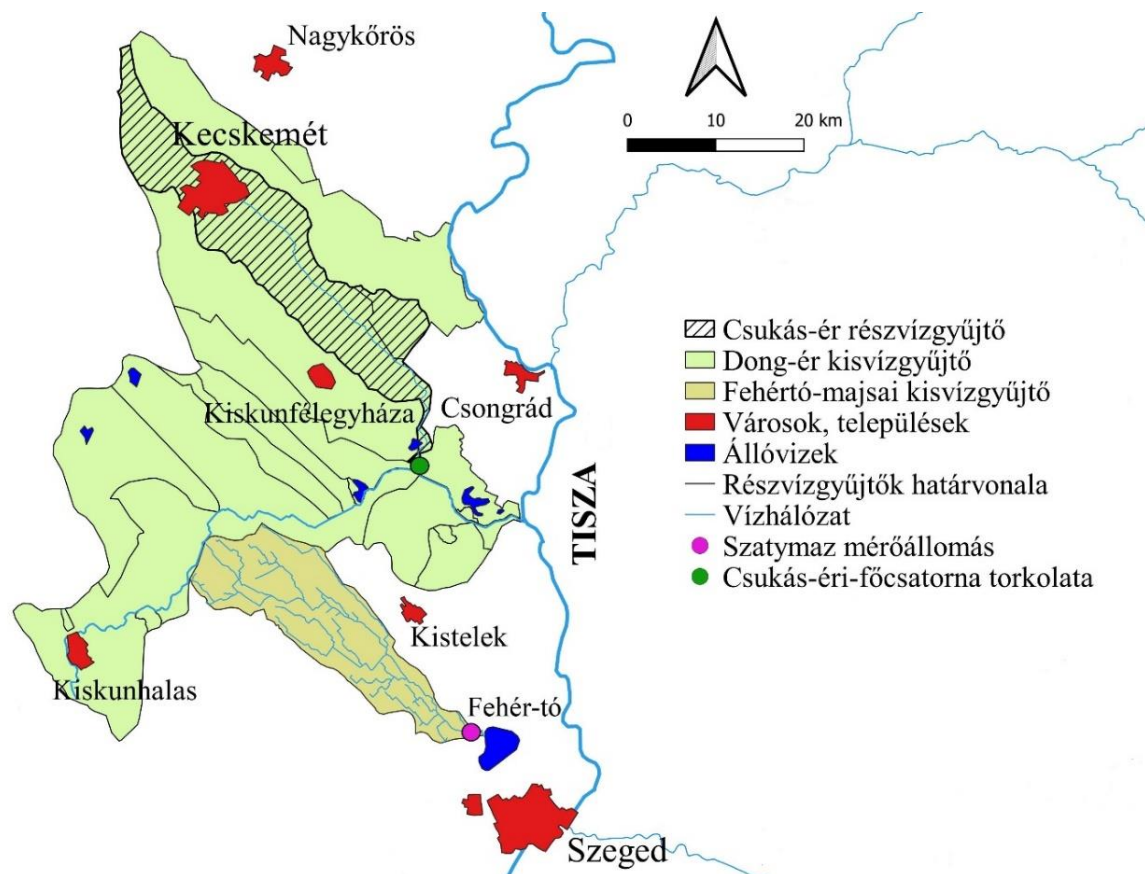 Nagykőrös
Kecskemét
0 10 20 km
Kiskunfélegyháza
Csongrád
TISZA
Kistelek
Kiskunhalas
Fehér-tó
Szeged
Csukás-ér részvízgyűjtő
Dong-ér kisvízgyűjtő
Fehértó-majsai kisvízgyűjtő
Városok, települések
Állóvizek
Részvízgyűjtők határvonala
Vízhálózat
Szatymaz mérőállomás
Csukás-éri-főcsatorna torkolata